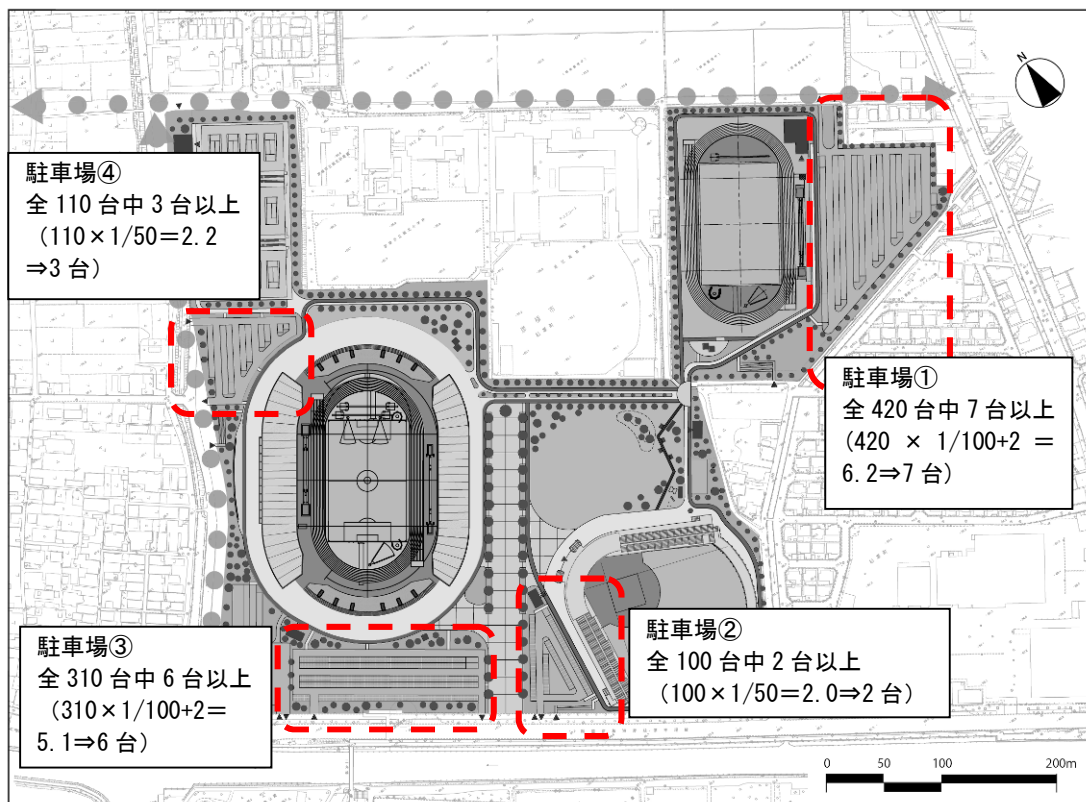 N
駐車場④
全 110 台中 3 台以上
(110×1/50=2.2
⇒3 台)
駐車場①
全 420 台中 7 台以上
(420 × 1/100+2 =
6.2⇒7 台)
駐車場③
全 310 台中 6 台以上
(310×1/100+2=
5.1⇒6 台)
駐車場②
全 100 台中 2 台以上
(100×1/50=2.0⇒2 台)
0 50 100 200m